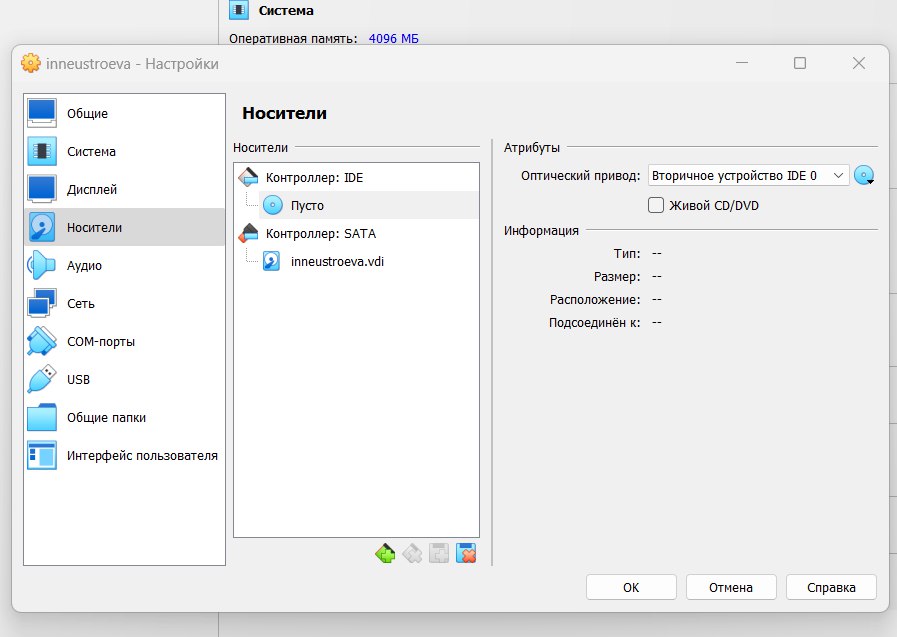 Система
Оперативная память: 4096 МБ
inneustroeva - Настройки
Общие
Система
Дисплей
Носители
Аудио
Сеть
COM-порты
USB
Общие папки
Интерфейс пользователя
Носители
Носители
Контроллер: IDE
Пусто
Контроллер: SATA
inneustroeva.vdi
Атрибуты
Оптический привод: Вторичное устройство IDE 0
Живой CD/DVD
Информация
Тип: --
Размер: --
Расположение: --
Подсоединён к: --
OK
Отмена
Справка